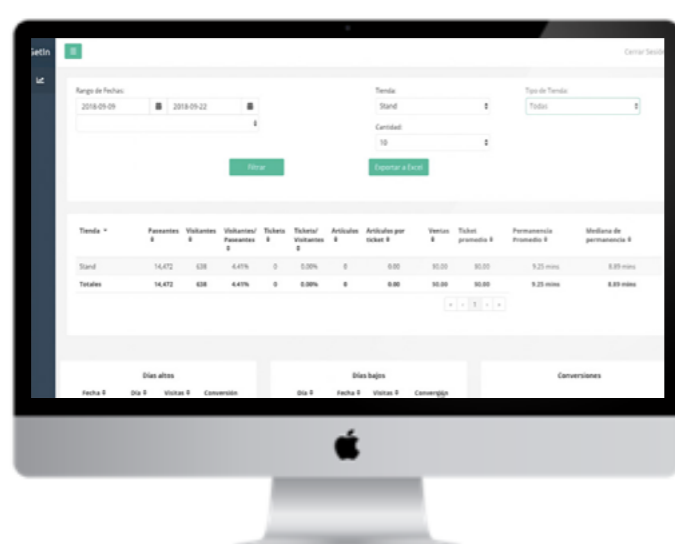 Getin
Cerrar Sesión
Rango de Fechas:
Tienda:
Tipo de Tienda:
2018-09-09
2018-09-22
Stand
Todas
Cantidad:
10
Filtrar
Exportar a Excel
Tienda Paseantes Visitantes Visitantes/ Paseantes Tickets Tickets/ Visitantes Artículos Artículos por ticket Ventas Ticket promedio Permanencia Promedio Mediana de permanencia
Stand 14,472 638 4.41% 0 0.00% 0 0.00 $0.00 $0.00 9.25 mins 8.89 mins
Totales 14,472 638 4.41% 0 0.00% 0 0.00 $0.00 $0.00 9.25 mins 8.89 mins
« ‹ 1 › »
Días altos
Días bajos
Conversiones
Fecha Día Visitas Conversión
Día Fecha Visitas Conversión